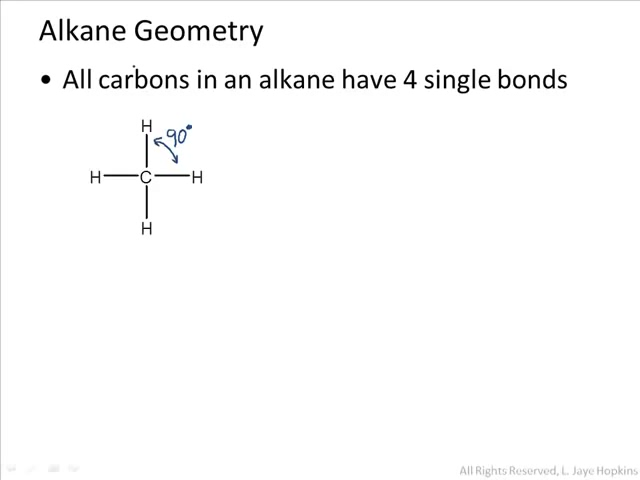 Alkane Geometry
• All carbons in an alkane have 4 single bonds
H 90°
H C H
H
All Rights Reserved, L. Jaye Hopkins